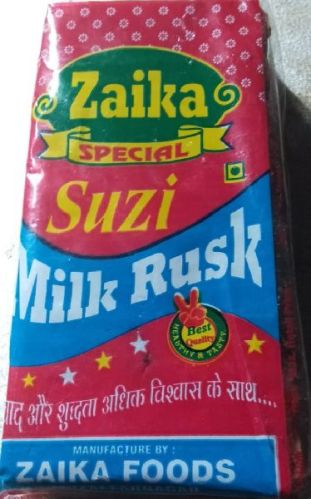 Zaika
SPECIAL
Suzi
Milk Rusk
Best
Quality
HEALTHY & TASTY
और शुद्धता अधिक विश्वास के साथ....
MANUFACTURE BY :
ZAIKA FOODS